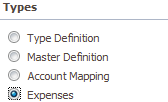 Types
Type Definition
Master Definition
Account Mapping
Expenses